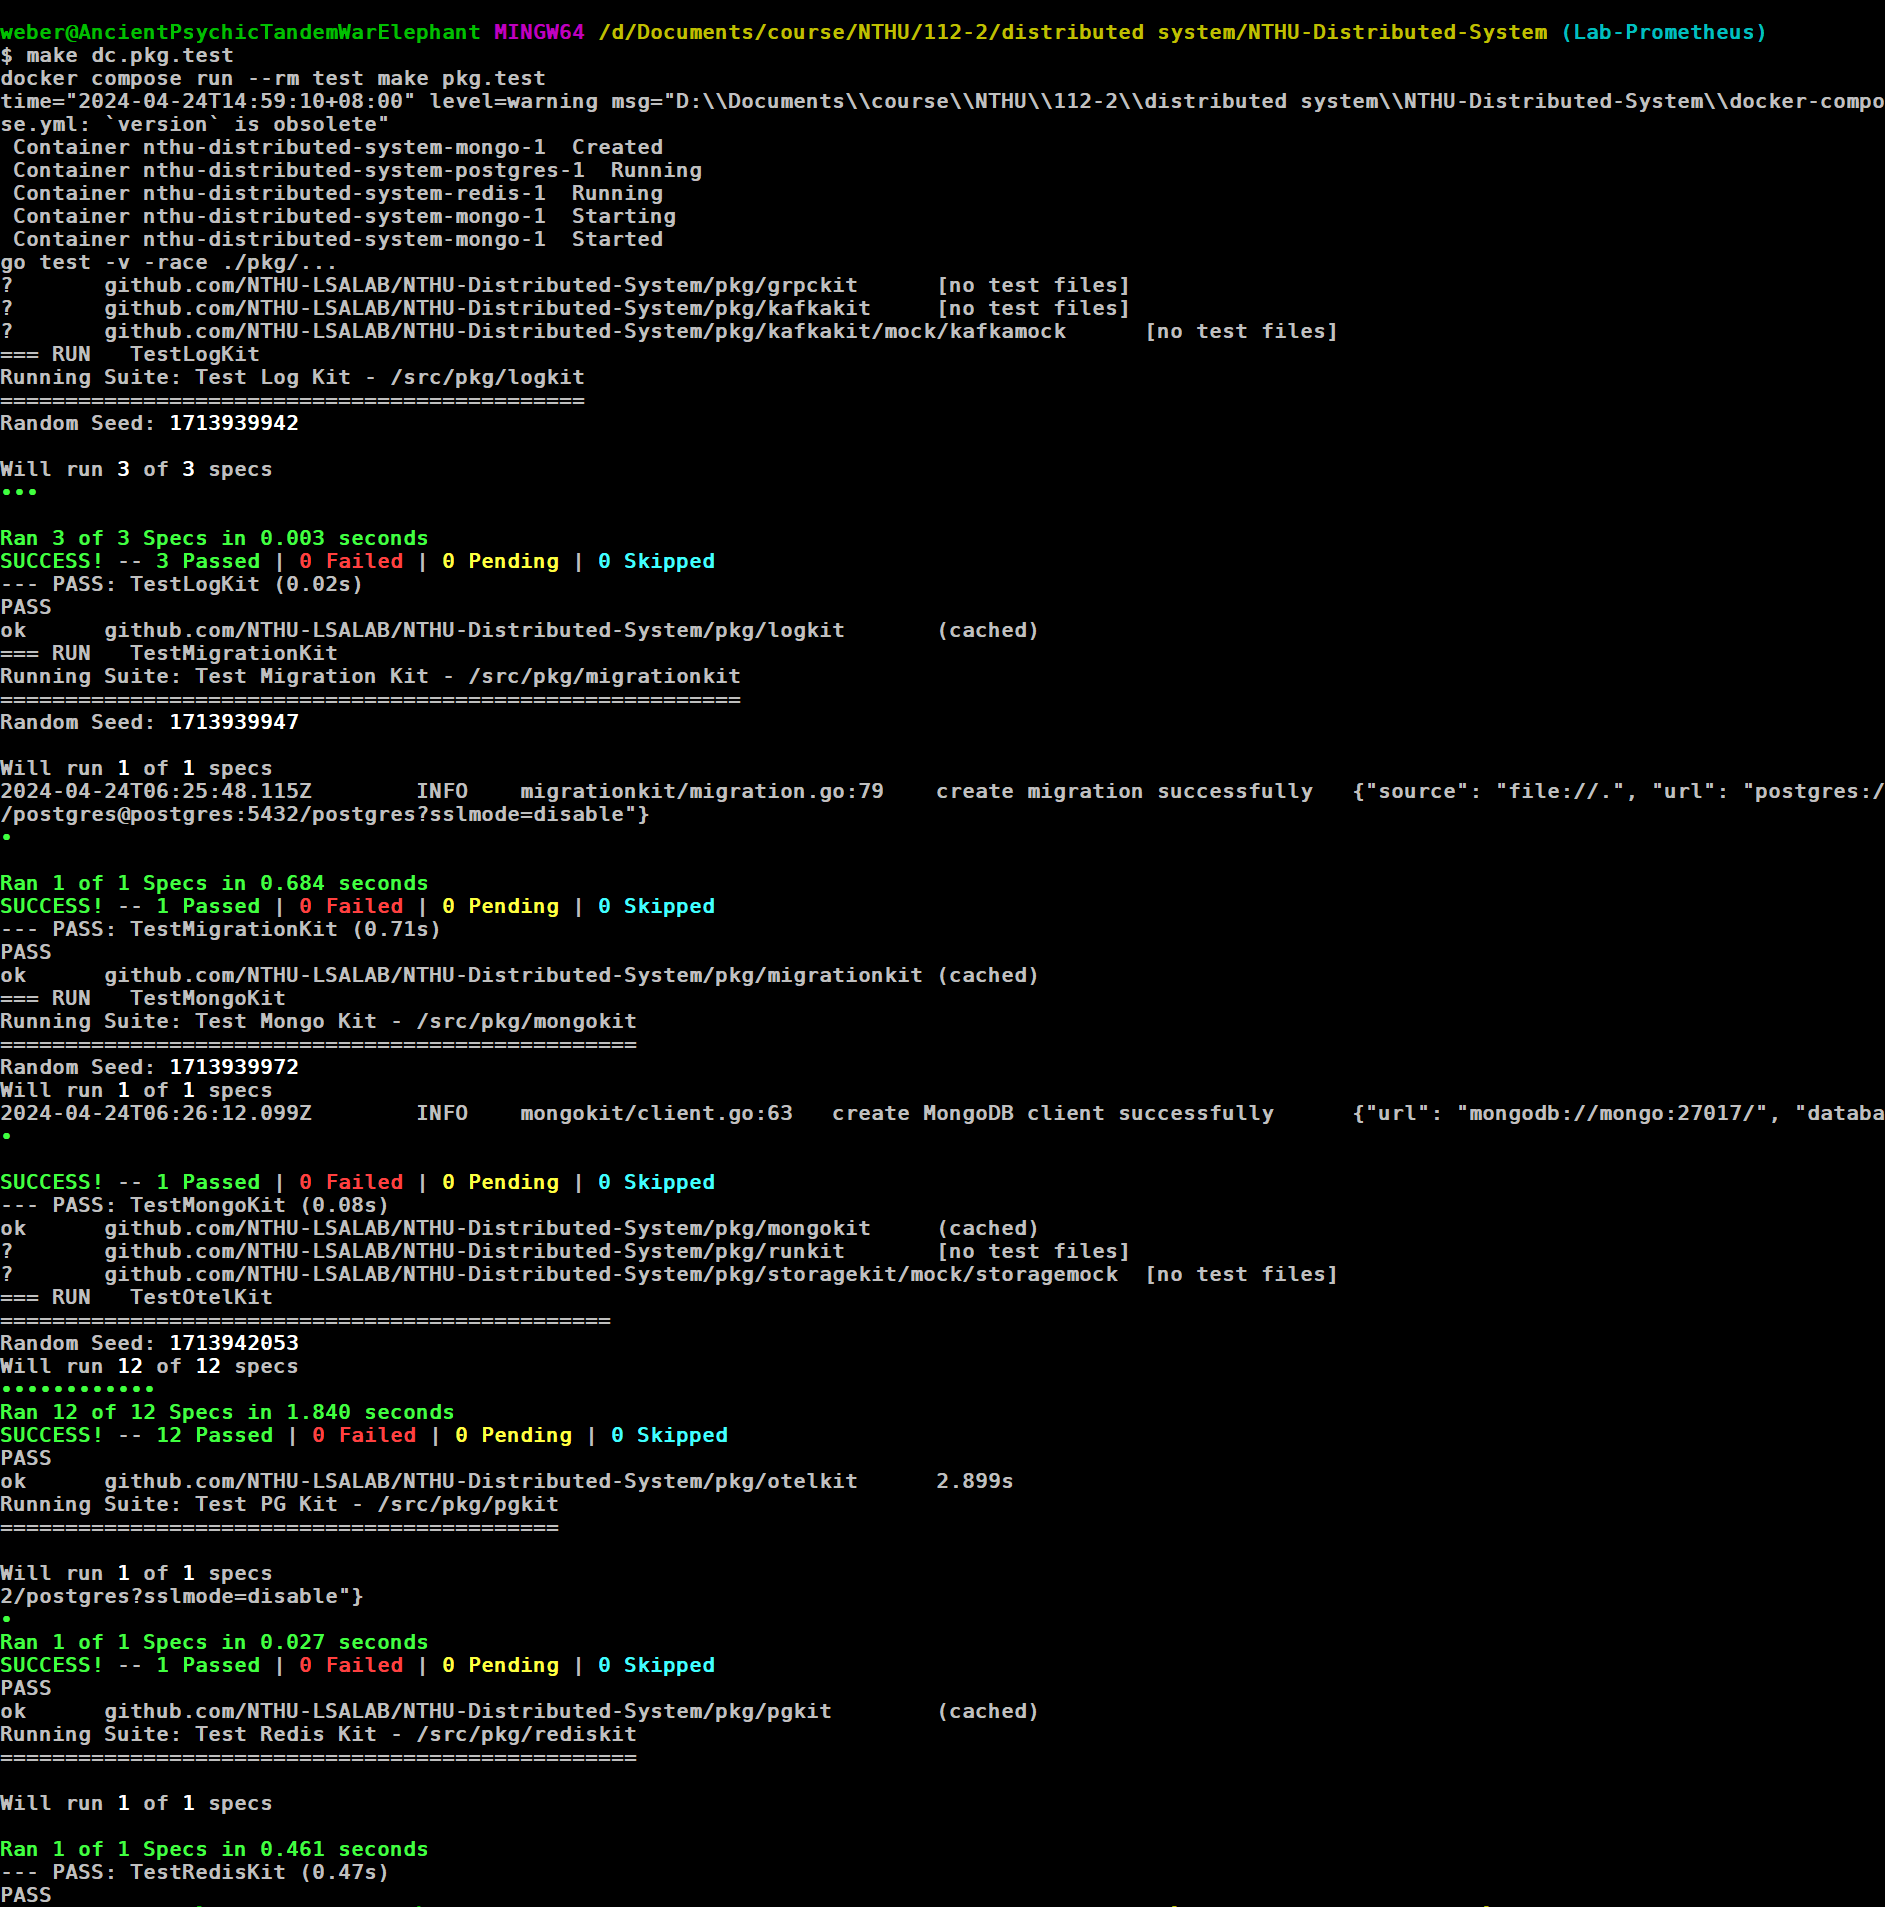 weber@AncientPsychicTandemWarElephant MINGW64 /d/Documents/course/NTHU/112-2/distributed system/NTHU-Distributed-System (Lab-Prometheus)
$ make dc.pkg.test
docker compose run --rm test make pkg.test
time="2024-04-24T14:59:10+08:00" level=warning msg="D:\\Documents\\course\\NTHU\\112-2\\distributed system\\NTHU-Distributed-System\\docker-compo
se.yml: `version` is obsolete"
 Container nthu-distributed-system-mongo-1  Created
 Container nthu-distributed-system-postgres-1  Running
 Container nthu-distributed-system-redis-1  Running
 Container nthu-distributed-system-mongo-1  Starting
 Container nthu-distributed-system-mongo-1  Started
go test -v -race ./pkg/...
?       github.com/NTHU-LSALAB/NTHU-Distributed-System/pkg/grpckit      [no test files]
?       github.com/NTHU-LSALAB/NTHU-Distributed-System/pkg/kafkakit     [no test files]
?       github.com/NTHU-LSALAB/NTHU-Distributed-System/pkg/kafkakit/mock/kafkamock      [no test files]
=== RUN   TestLogKit
Running Suite: Test Log Kit - /src/pkg/logkit
=============================================
Random Seed: 1713939942
Will run 3 of 3 specs
•••
Ran 3 of 3 Specs in 0.003 seconds
SUCCESS! -- 3 Passed | 0 Failed | 0 Pending | 0 Skipped
--- PASS: TestLogKit (0.02s)
PASS
ok      github.com/NTHU-LSALAB/NTHU-Distributed-System/pkg/logkit       (cached)
=== RUN   TestMigrationKit
Running Suite: Test Migration Kit - /src/pkg/migrationkit
=========================================================
Random Seed: 1713939947
Will run 1 of 1 specs
2024-04-24T06:25:48.115Z        INFO    migrationkit/migration.go:79    create migration successfully   {"source": "file://.", "url": "postgres:/
/postgres@postgres:5432/postgres?sslmode=disable"}
•
Ran 1 of 1 Specs in 0.684 seconds
SUCCESS! -- 1 Passed | 0 Failed | 0 Pending | 0 Skipped
--- PASS: TestMigrationKit (0.71s)
PASS
ok      github.com/NTHU-LSALAB/NTHU-Distributed-System/pkg/migrationkit (cached)
=== RUN   TestMongoKit
Running Suite: Test Mongo Kit - /src/pkg/mongokit
=================================================
Random Seed: 1713939972
Will run 1 of 1 specs
2024-04-24T06:26:12.099Z        INFO    mongokit/client.go:63   create MongoDB client successfully      {"url": "mongodb://mongo:27017/", "databa
•
SUCCESS! -- 1 Passed | 0 Failed | 0 Pending | 0 Skipped
--- PASS: TestMongoKit (0.08s)
ok      github.com/NTHU-LSALAB/NTHU-Distributed-System/pkg/mongokit     (cached)
?       github.com/NTHU-LSALAB/NTHU-Distributed-System/pkg/runkit       [no test files]
?       github.com/NTHU-LSALAB/NTHU-Distributed-System/pkg/storagekit/mock/storagemock  [no test files]
=== RUN   TestOtelKit
===============================================
Random Seed: 1713942053
Will run 12 of 12 specs
••••••••••••
Ran 12 of 12 Specs in 1.840 seconds
SUCCESS! -- 12 Passed | 0 Failed | 0 Pending | 0 Skipped
PASS
ok      github.com/NTHU-LSALAB/NTHU-Distributed-System/pkg/otelkit      2.899s
Running Suite: Test PG Kit - /src/pkg/pgkit
===========================================
Will run 1 of 1 specs
2/postgres?sslmode=disable"}
•
Ran 1 of 1 Specs in 0.027 seconds
SUCCESS! -- 1 Passed | 0 Failed | 0 Pending | 0 Skipped
PASS
ok      github.com/NTHU-LSALAB/NTHU-Distributed-System/pkg/pgkit        (cached)
Running Suite: Test Redis Kit - /src/pkg/rediskit
=================================================
Will run 1 of 1 specs
Ran 1 of 1 Specs in 0.461 seconds
--- PASS: TestRedisKit (0.47s)
PASS